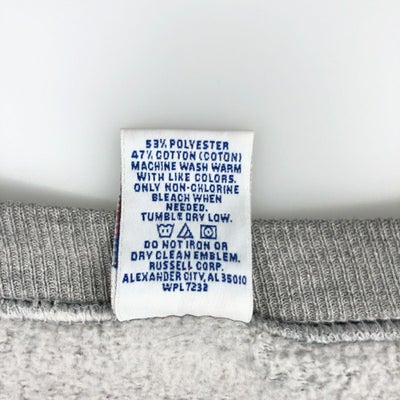 53% POLYESTER
47% COTTON (COTON)
MACHINE WASH WARM
WITH LIKE COLORS.
ONLY NON-CHLORINE
BLEACH WHEN
NEEDED.
TUMBLE DRY LOW.
DO NOT IRON OR
DRY CLEAN EMBLEM.
RUSSELL CORP.
ALEXANDER CITY, AL 35010
WPL 7232